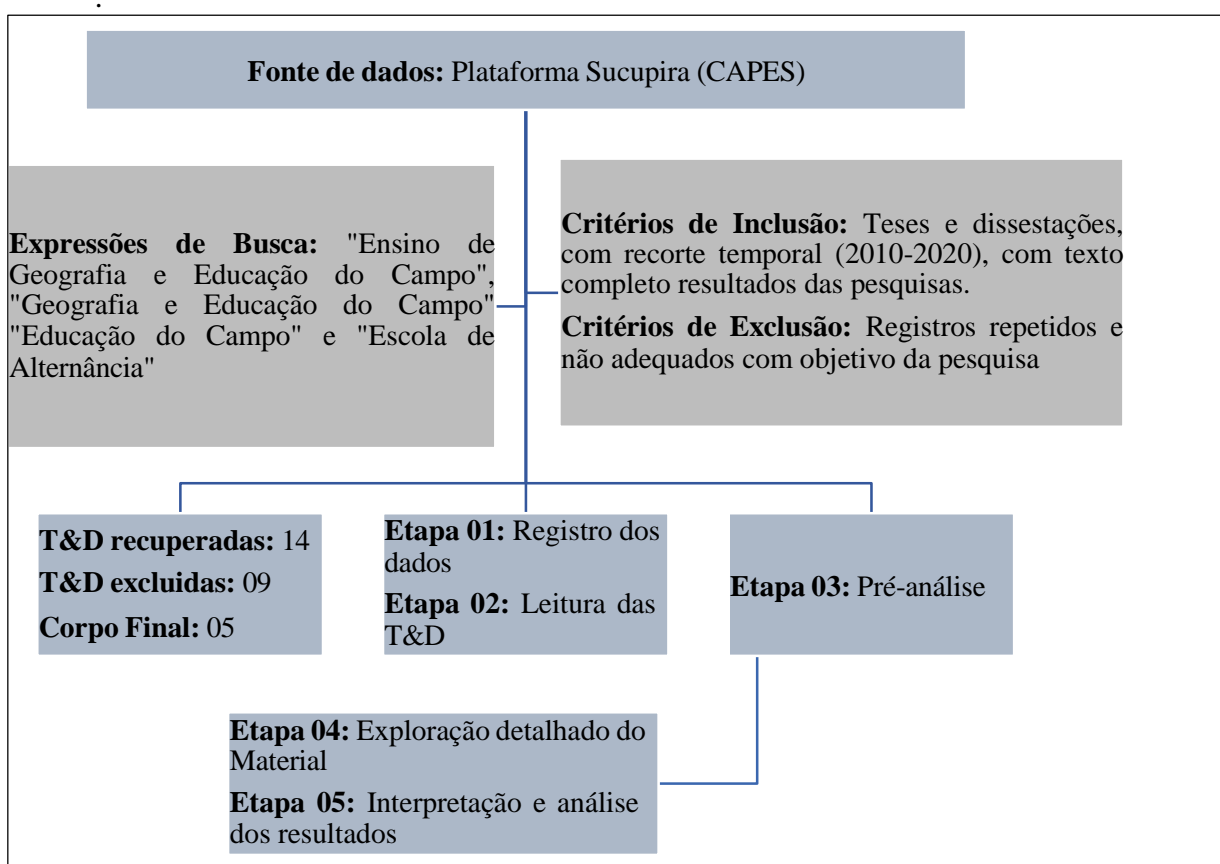 .
Fonte de dados: Plataforma Sucupira (CAPES)
Expressões de Busca: "Ensino de
Geografia e Educação do Campo",
"Geografia e Educação do Campo"
"Educação do Campo" e "Escola de
Alternância"
Critérios de Inclusão: Teses e dissestações,
com recorte temporal (2010-2020), com texto
completo resultados das pesquisas.
Critérios de Exclusão: Registros repetidos e
não adequados com objetivo da pesquisa
T&D recuperadas: 14
T&D excluidas: 09
Corpo Final: 05
Etapa 01: Registro dos
dados
Etapa 02: Leitura das
T&D
Etapa 03: Pré-análise
Etapa 04: Exploração detalhado do
Material
Etapa 05: Interpretação e análise
dos resultados